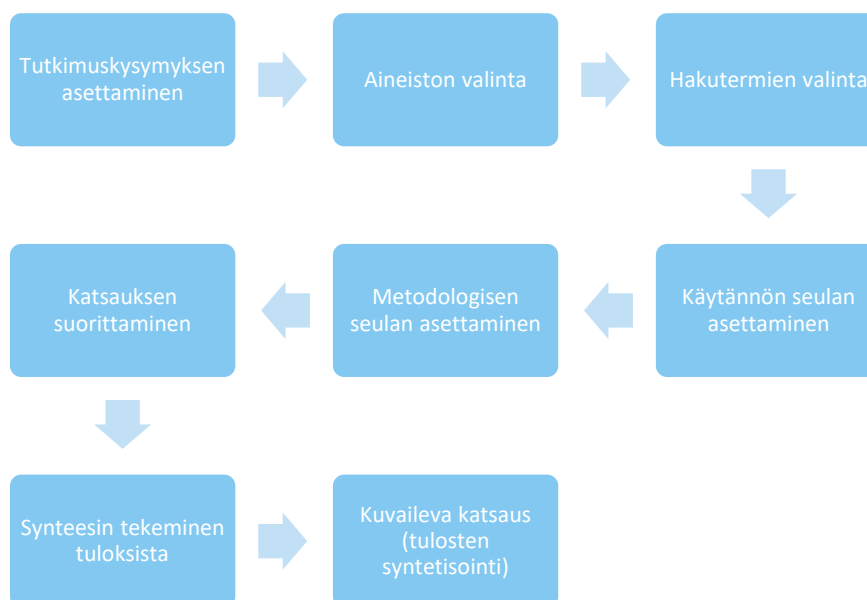 Tutkimuskysymyksen
asettaminen
Aineiston valinta
Hakutermien valinta
Käytännön seulan
asettaminen
Metodologisen
seulan asettaminen
Katsauksen
suorittaminen
Synteesin tekeminen
tuloksista
Kuvaileva katsaus
(tulosten
syntetisointi)